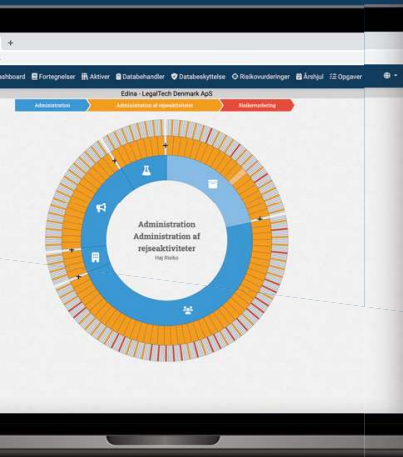 +
ashboard Fortegnelser Aktiver Databehandler Databeskyttelse Risikovurderinger Årshjul Opgaver
Edina - LegalTech Denmark ApS
Administration Administration af rejseaktiviteter Risikovurdering
Administration
Administration af
rejseaktiviteter
Høj Risiko